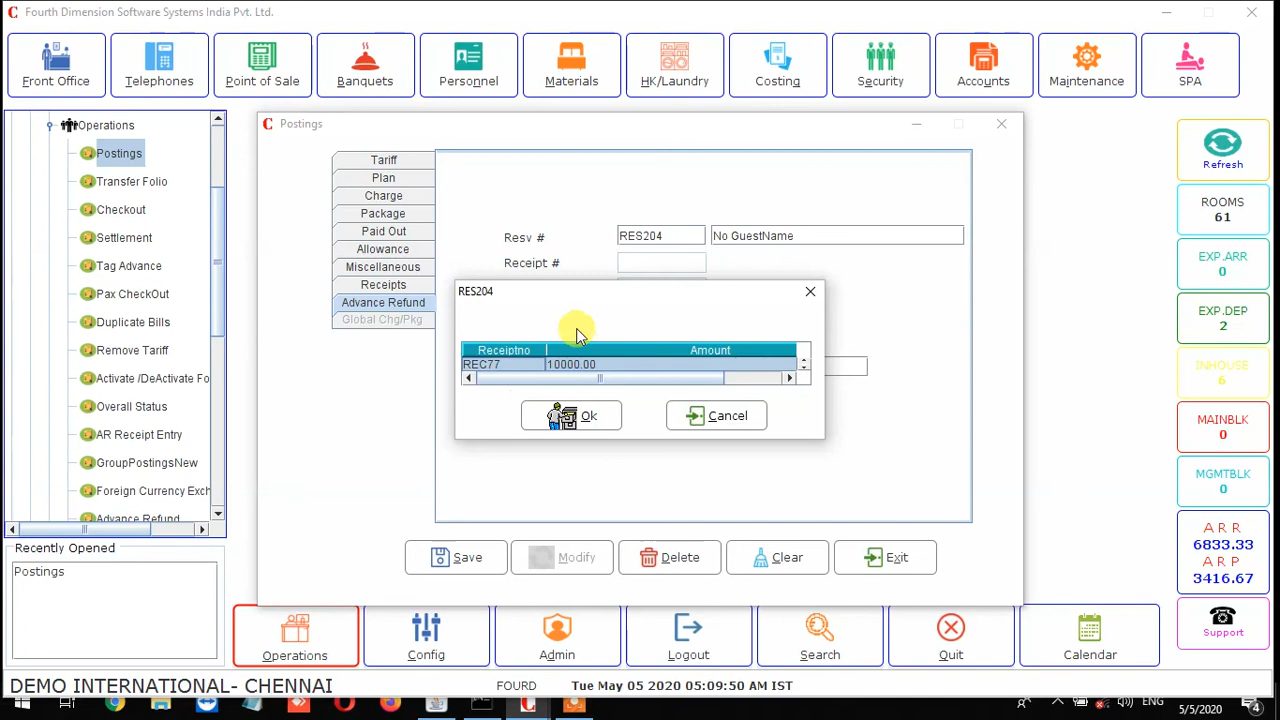 Fourth Dimension Software Systems India Pvt. Ltd.
Front Office
Telephones
Point of Sale
Banquets
Personnel
Materials
HK/Laundry
Costing
Security
Accounts
Maintenance
SPA
Operations
Postings
Transfer Folio
Checkout
Settlement
Tag Advance
Pax CheckOut
Duplicate Bills
Remove Tariff
Activate /DeActivate Fo
Overall Status
AR Receipt Entry
GroupPostingsNew
Foreign Currency Exch
Advance Refund
Recently Opened
Postings
Postings
Tariff
Plan
Charge
Package
Paid Out
Allowance
Miscellaneous
Receipts
Advance Refund
Global Chg/Pkg
Resv # RES204 No GuestName
Receipt #
RES204
Receiptno Amount
REC77 10000.00
Ok
Cancel
Save
Modify
Delete
Clear
Exit
Refresh
ROOMS
61
EXP.ARR
0
EXP.DEP
2
INHOUSE
6
MAINBLK
0
MGMTBLK
0
A R R
6833.33
A R P
3416.67
Support
Operations
Config
Admin
Logout
Search
Quit
Calendar
DEMO INTERNATIONAL- CHENNAI
FOURD
Tue May 05 2020 05:09:50 AM IST
ENG
5:09 AM
5/5/2020
4